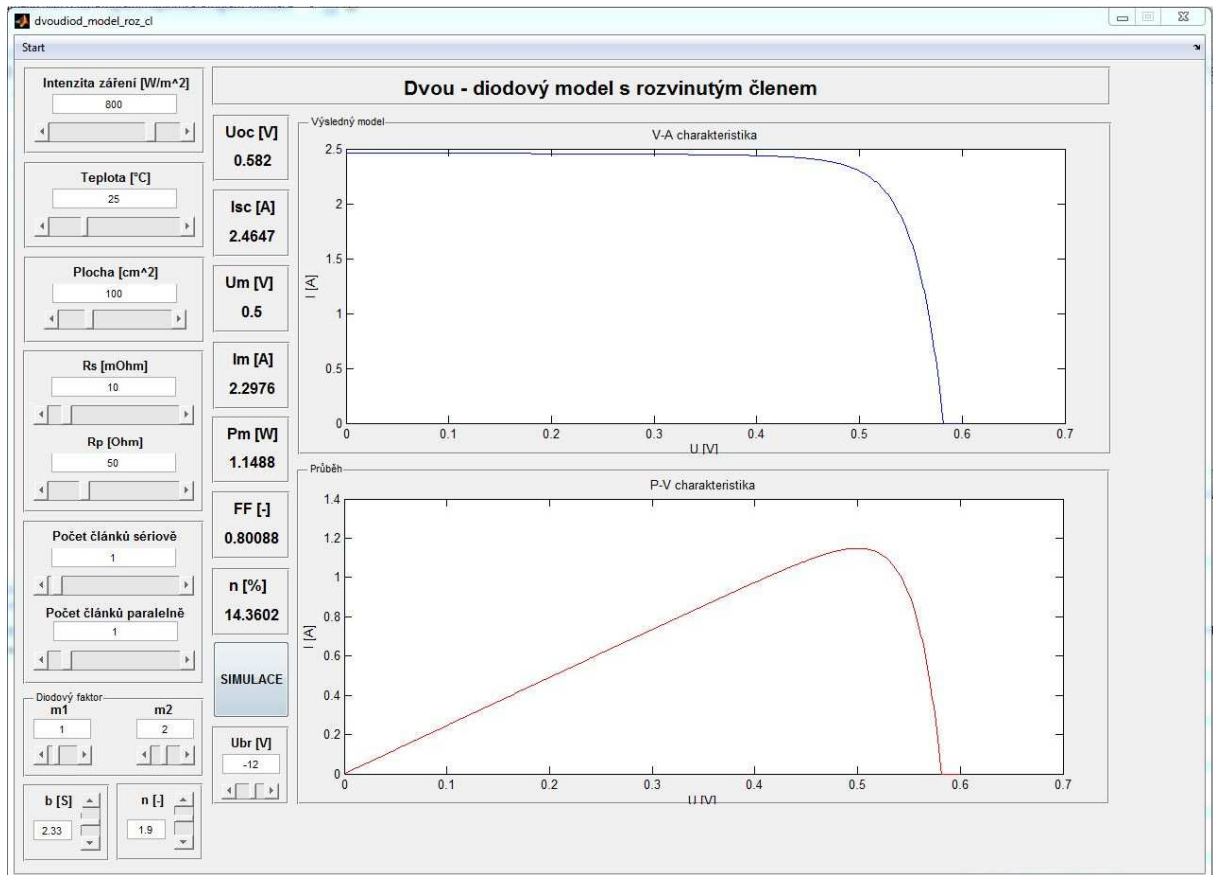 dvoudiod_model_roz_cl
Start
Intenzita záření [W/m^2]
800
Teplota [°C]
25
Plocha [cm^2]
100
Rs [mOhm]
10
Rp [Ohm]
50
Počet článků sériově
1
Počet článků paralelně
1
Diodový faktor
m1
m2
1
2
b [S]
n [-]
2.33
1.9
Dvou - diodový model s rozvinutým členem
Uoc [V]
0.582
Isc [A]
2.4647
Um [V]
0.5
Im [A]
2.2976
Pm [W]
1.1488
FF [-]
0.80088
n [%]
14.3602
SIMULACE
Ubr [V]
-12
Výsledný model
V-A charakteristika
2.5
2
1.5
1
0.5
0
I [A]
0 0.1 0.2 0.3 0.4 0.5 0.6 0.7
U [V]
Průběh
P-V charakteristika
1.4
1.2
1
0.8
0.6
0.4
0.2
0
I [A]
0 0.1 0.2 0.3 0.4 0.5 0.6 0.7
U [V]